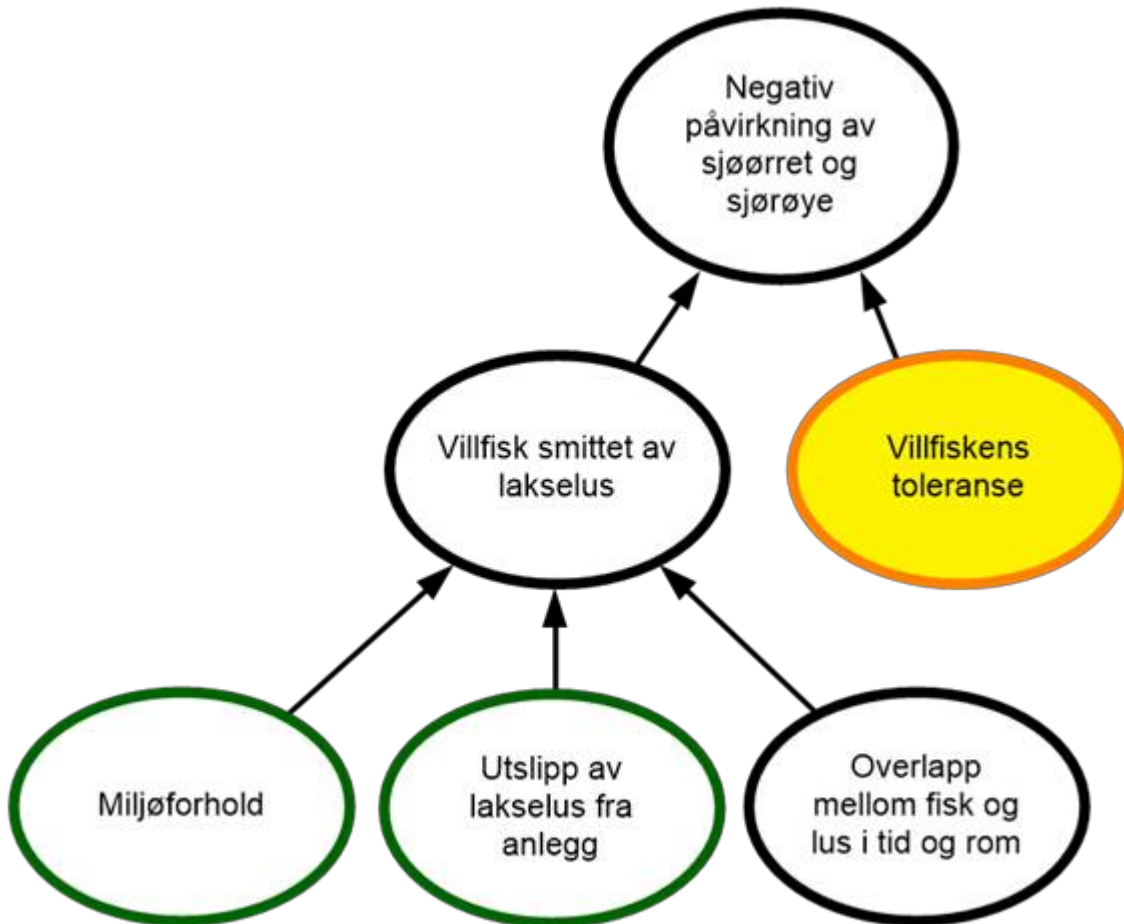 Negativ
påvirkning av
sjøørret og
sjørøye
Villfisk smittet av
lakselus
Villfiskens
toleranse
Miljøforhold
Utslipp av
lakselus fra
anlegg
Overlapp
mellom fisk og
lus i tid og rom